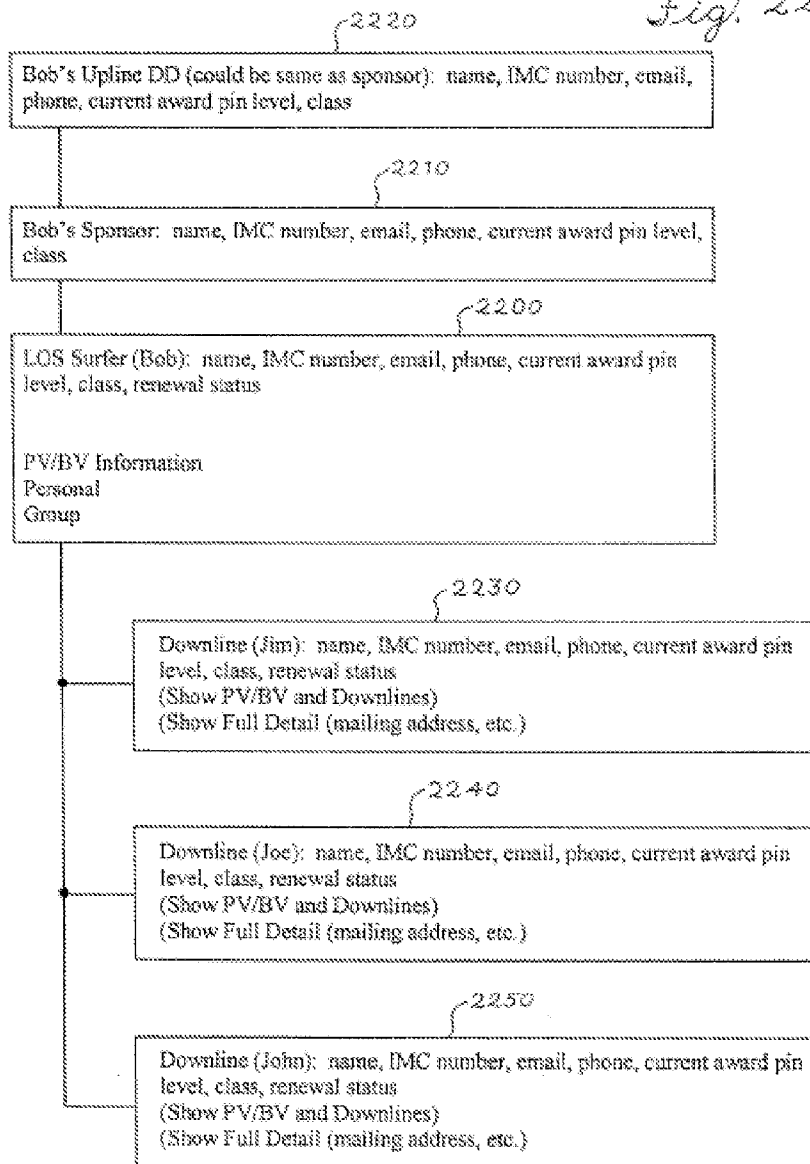 Fig. 22
2220
Bob's Upline DD (could be same as sponsor): name, IMC number, email,
phone, current award pin level, class
2210
Bob's Sponsor: name, IMC number, email, phone, current award pin level,
class
2200
LOS Surfer (Bob): name, IMC number, email, phone, current award pin
level, class, renewal status
PV/BV Information
Personal
Group
2230
Downline (Jim): name, IMC number, email, phone, current award pin
level, class, renewal status
(Show PV/BV and Downlines)
(Show Full Detail (mailing address, etc.)
2240
Downline (Joe): name, IMC number, email, phone, current award pin
level, class, renewal status
(Show PV/BV and Downlines)
(Show Full Detail (mailing address, etc.)
2250
Downline (John): name, IMC number, email, phone, current award pin
level, class, renewal status
(Show PV/BV and Downlines)
(Show Full Detail (mailing address, etc.)